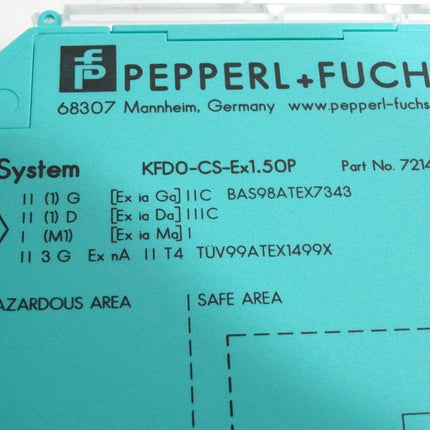 PEPPERL+FUCH
68307 Mannheim, Germany www.pepperl-fuchs
System KFD0-CS-Ex1.50P Part No. 7214
II (1) G [Ex ia Ga] IIC BAS98ATEX7343
II (1) D [Ex ia Da] IIIC
I (M1) [Ex ia Ma] I
II 3 G Ex nA II T4 TÜV99ATEX1499X
AZARDOUS AREA SAFE AREA